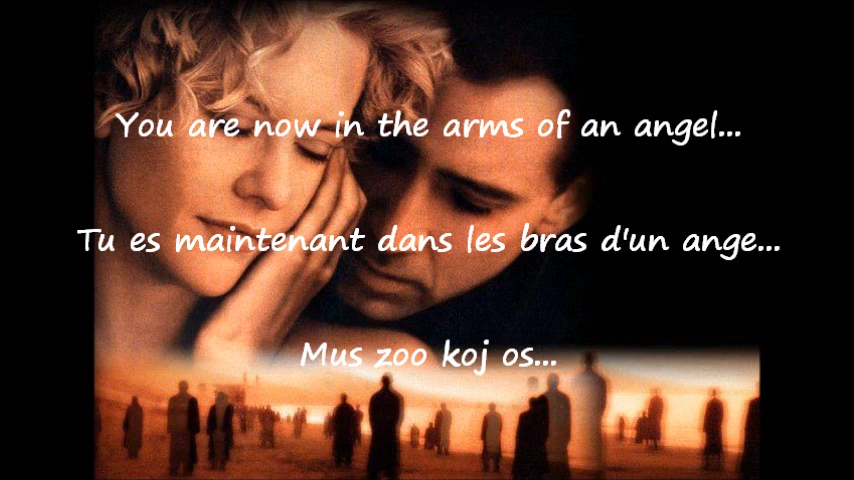 You are now in the arms of an angel...
Tu es maintenant dans les bras d'un ange...
Mus zoo koj os...